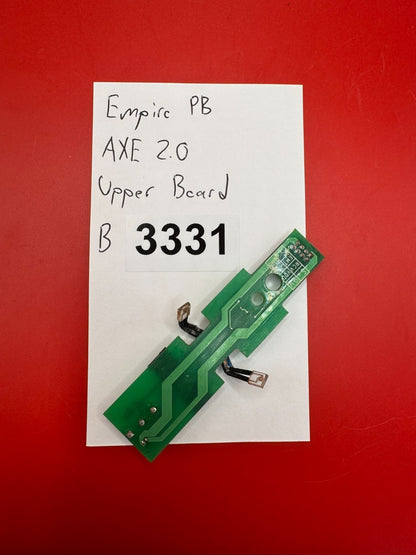 Empire PB
AXE 2.0
Upper Board
B 3331